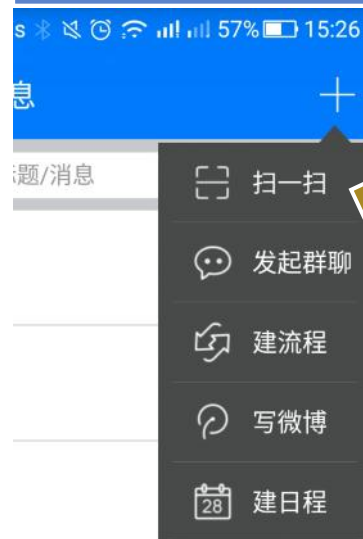 s 57% 15:26
息
题/消息
扫一扫
发起群聊
建流程
写微博
28 建日程